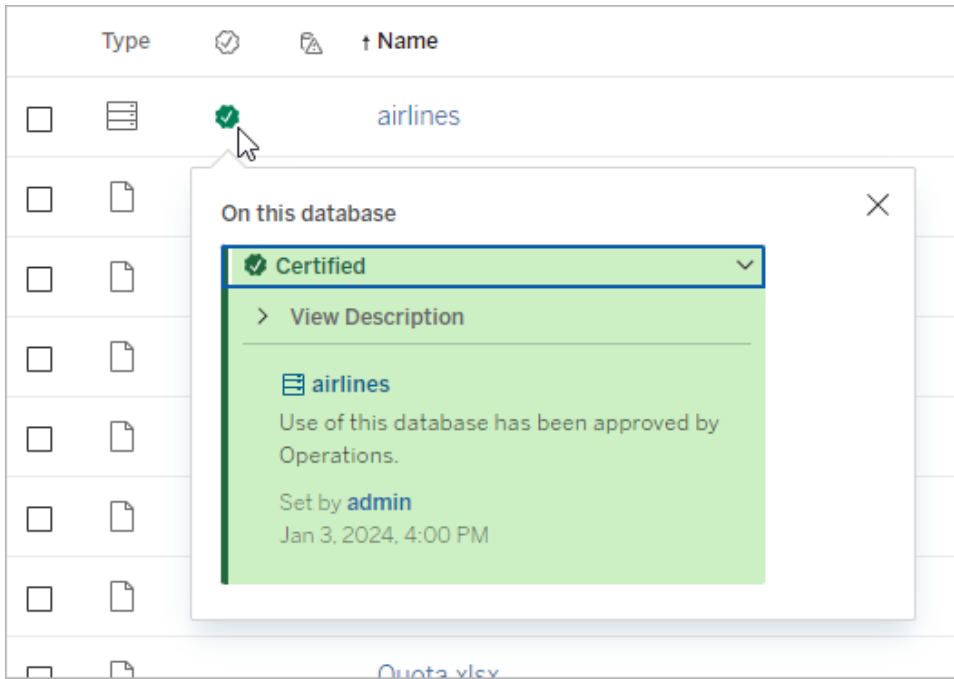 Type Name
airlines
On this database
Certified
View Description
airlines
Use of this database has been approved by
Operations.
Set by admin
Jan 3, 2024, 4:00 PM
Quota.xlsx